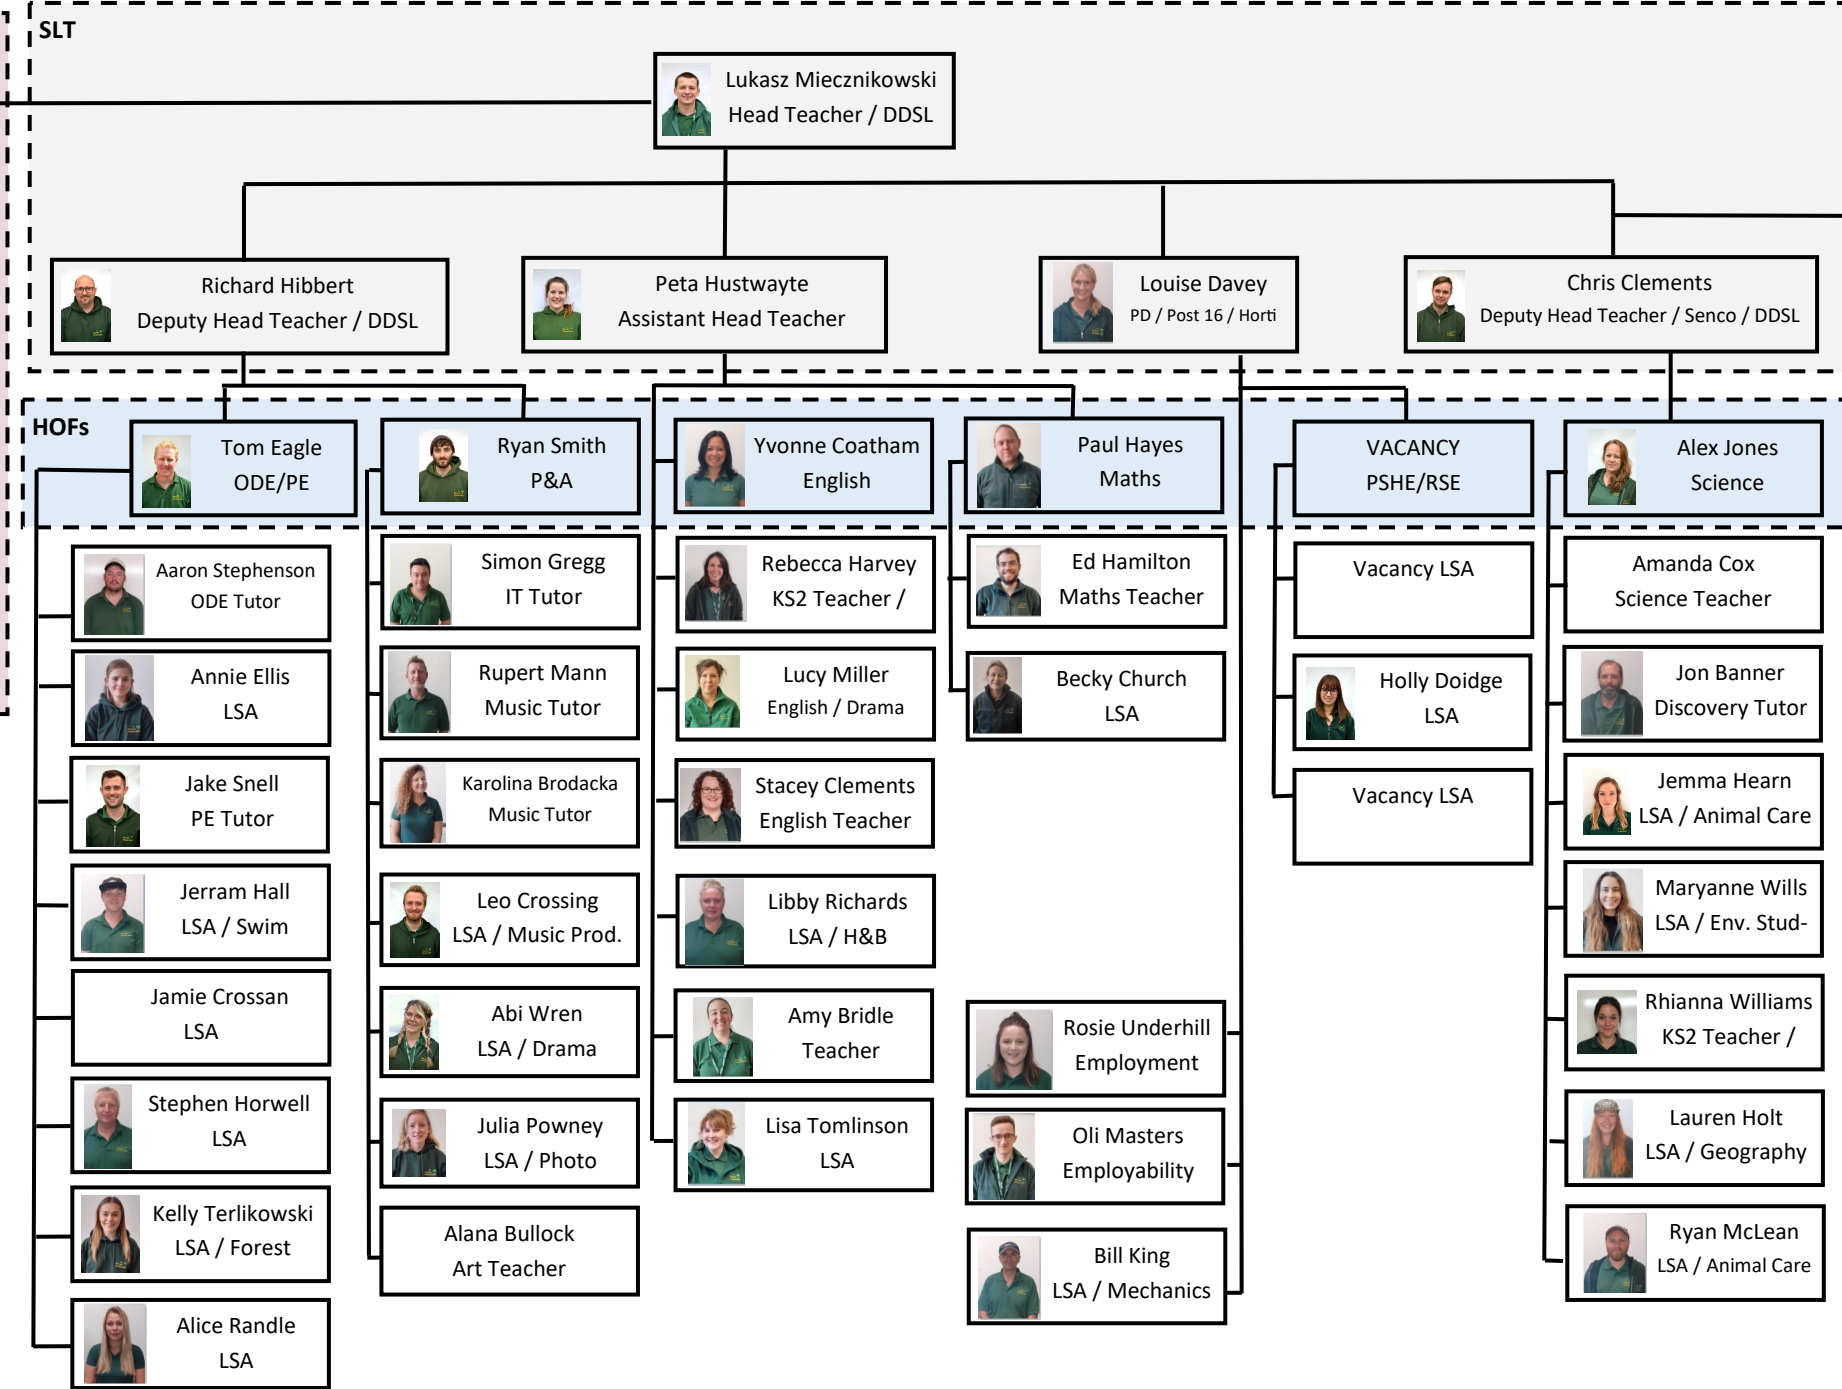 SLT
Lukasz Miecznikowski
Head Teacher / DDSL
Richard Hibbert
Deputy Head Teacher / DDSL
Peta Hustwayte
Assistant Head Teacher
Louise Davey
PD / Post 16 / Horti
Chris Clements
Deputy Head Teacher / Senco / DDSL
HOFs
Tom Eagle
ODE/PE
Ryan Smith
P&A
Yvonne Coatham
English
Paul Hayes
Maths
VACANCY
PSHE/RSE
Alex Jones
Science
Aaron Stephenson
ODE Tutor
Annie Ellis
LSA
Jake Snell
PE Tutor
Jerram Hall
LSA / Swim
Jamie Crossan
LSA
Stephen Horwell
LSA
Kelly Terlikowski
LSA / Forest
Alice Randle
LSA
Simon Gregg
IT Tutor
Rupert Mann
Music Tutor
Karolina Brodacka
Music Tutor
Leo Crossing
LSA / Music Prod.
Abi Wren
LSA / Drama
Julia Powney
LSA / Photo
Alana Bullock
Art Teacher
Rebecca Harvey
KS2 Teacher /
Lucy Miller
English / Drama
Stacey Clements
English Teacher
Libby Richards
LSA / H&B
Amy Bridle
Teacher
Lisa Tomlinson
LSA
Ed Hamilton
Maths Teacher
Becky Church
LSA
Rosie Underhill
Employment
Oli Masters
Employability
Bill King
LSA / Mechanics
Vacancy LSA
Holly Doidge
LSA
Vacancy LSA
Amanda Cox
Science Teacher
Jon Banner
Discovery Tutor
Jemma Hearn
LSA / Animal Care
Maryanne Wills
LSA / Env. Stud-
Rhianna Williams
KS2 Teacher /
Lauren Holt
LSA / Geography
Ryan McLean
LSA / Animal Care